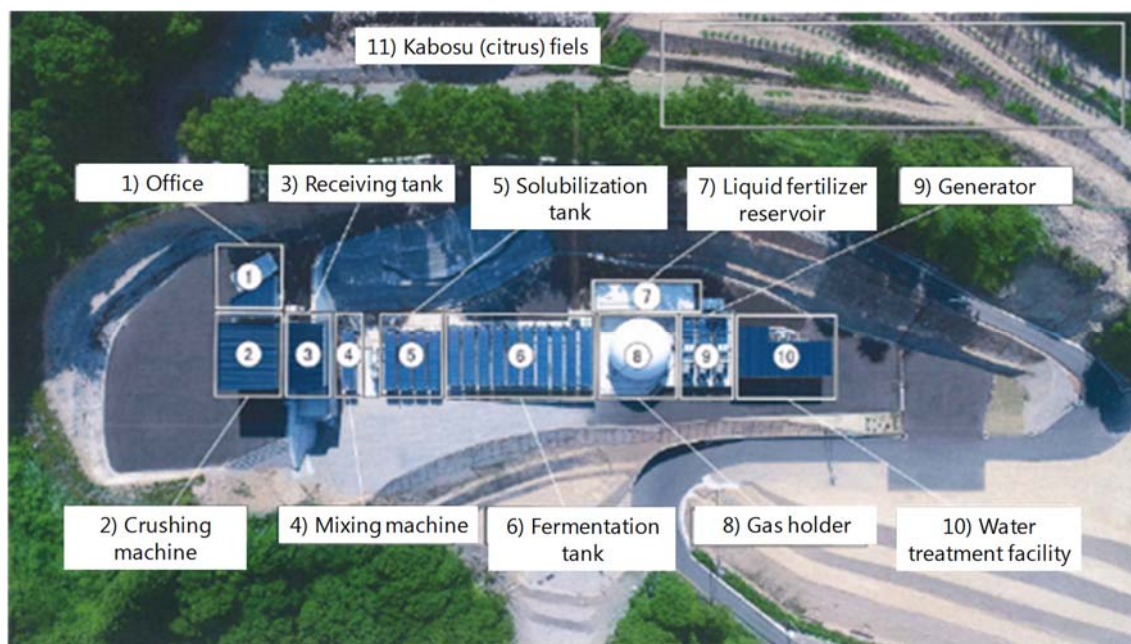 11) Kabosu (citrus) fiels
1) Office
3) Receiving tank
5) Solubilization
tank
7) Liquid fertilizer
reservoir
9) Generator
1
2
3
4
5
6
7
8
9
10
2) Crushing
machine
4) Mixing machine
6) Fermentation
tank
8) Gas holder
10) Water
treatment facility